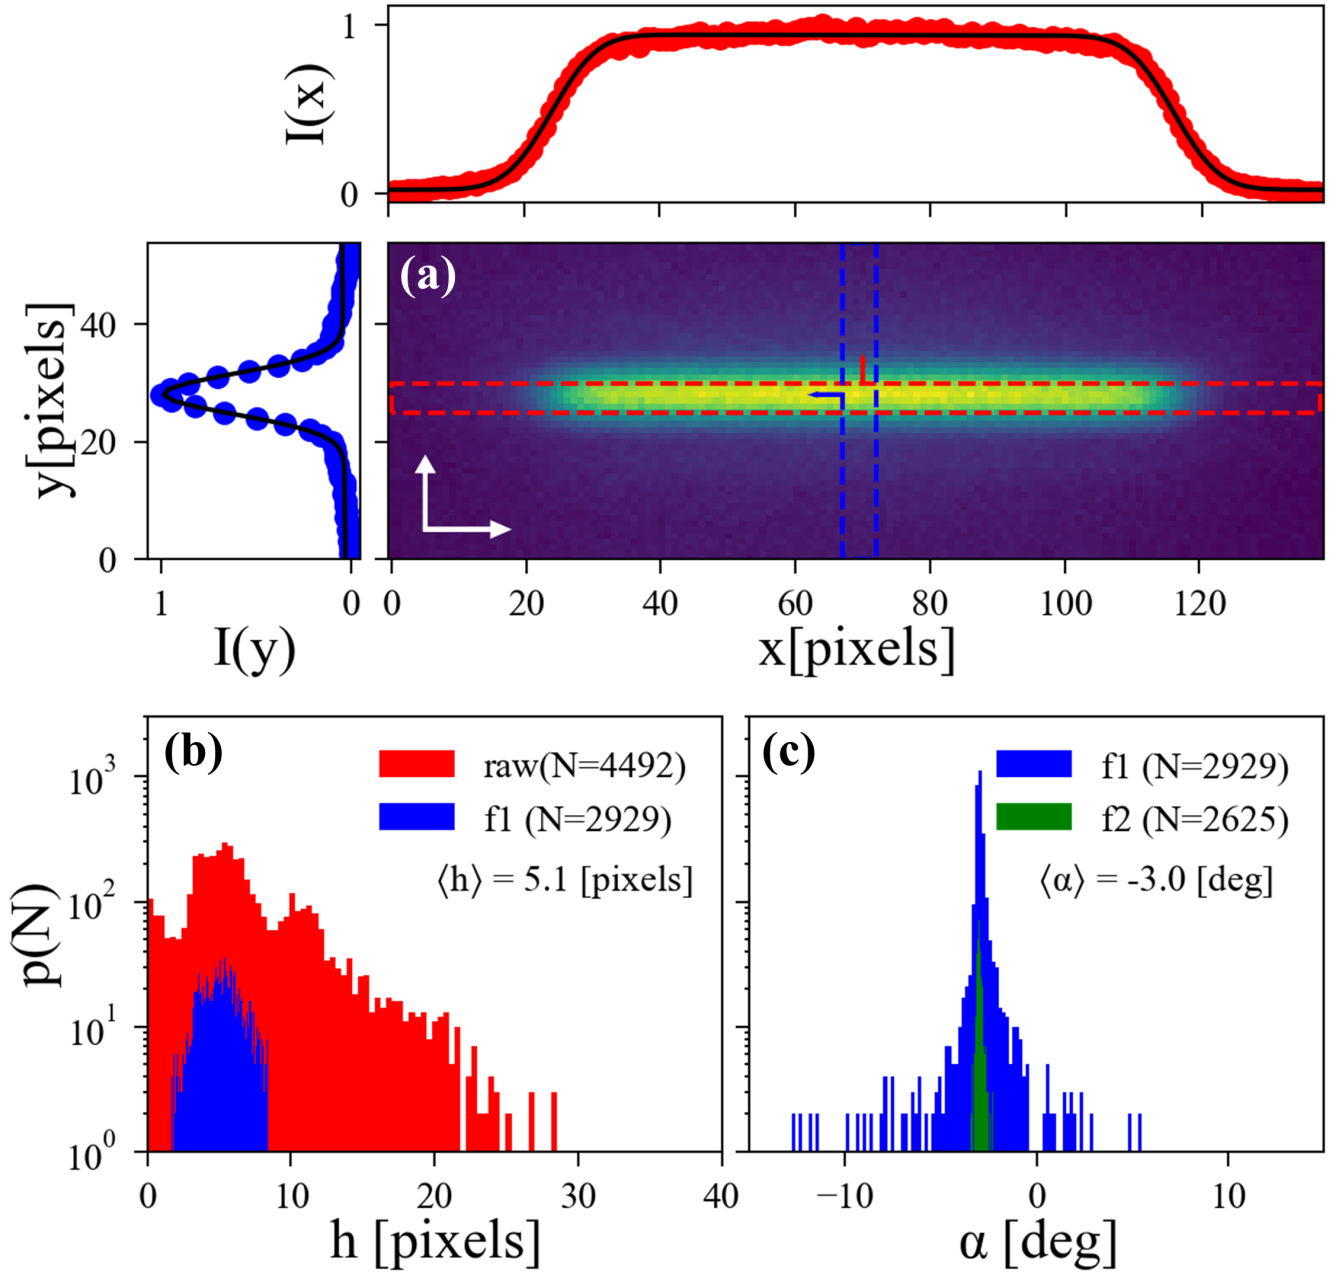 1
I(x)
0
(a)
y[pixels]
40
20
0
1 0
I(y)
0 20 40 60 80 100 120
x[pixels]
(b)
raw(N=4492)
f1 (N=2929)
⟨h⟩ = 5.1 [pixels]
p(N)
10³
10²
10¹
10⁰
0 10 20 30 40
h [pixels]
(c)
f1 (N=2929)
f2 (N=2625)
⟨α⟩ = -3.0 [deg]
−10 0 10
α [deg]